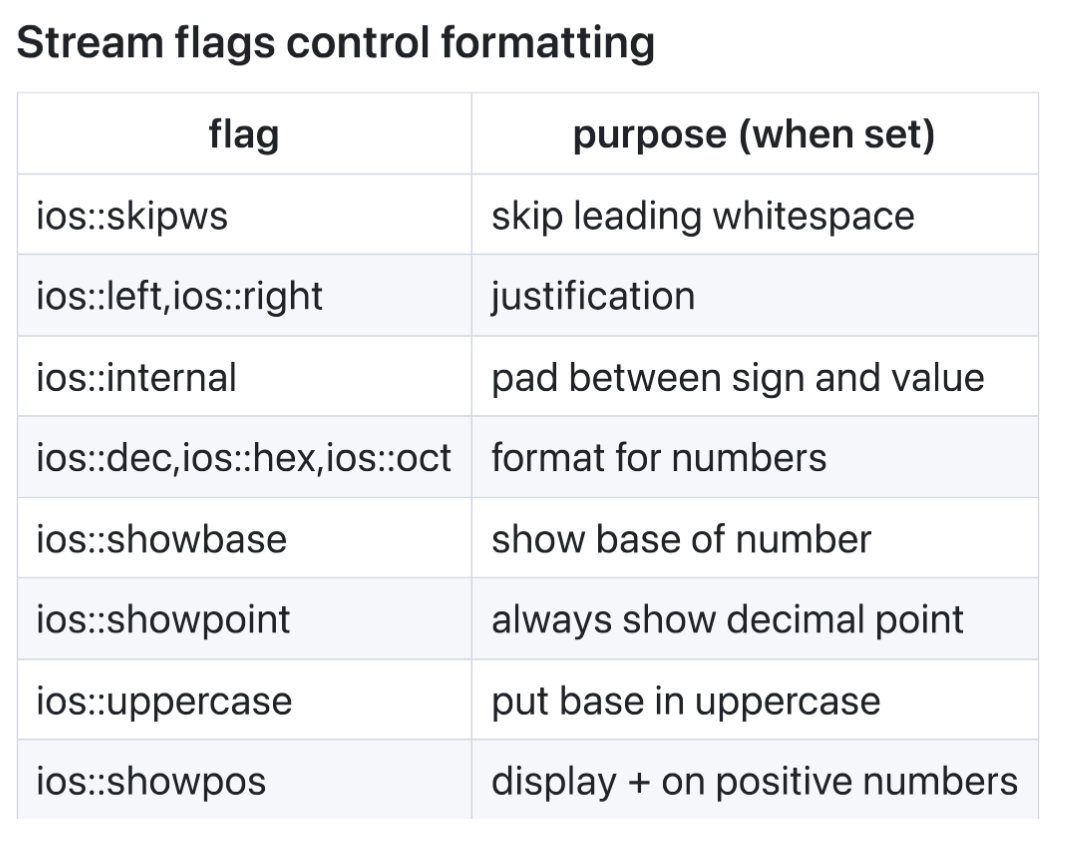 Stream flags control formatting
flag purpose (when set)
ios::skipws skip leading whitespace
ios::left,ios::right justification
ios::internal pad between sign and value
ios::dec,ios::hex,ios::oct format for numbers
ios::showbase show base of number
ios::showpoint always show decimal point
ios::uppercase put base in uppercase
ios::showpos display + on positive numbers